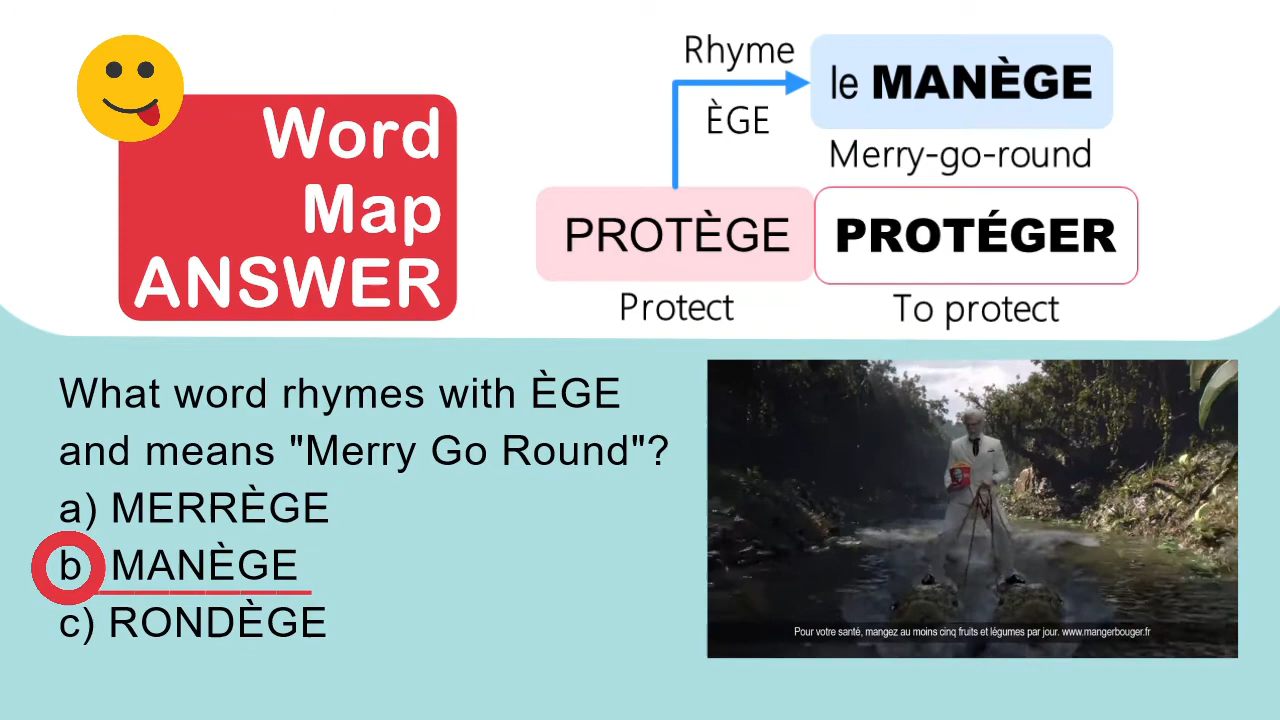 Word
Map
ANSWER
Rhyme
ÈGE
le MANÈGE
Merry-go-round
PROTÈGE
PROTÉGER
Protect
To protect
What word rhymes with ÈGE
and means "Merry Go Round"?
a) MERRÈGE
b) MANÈGE
c) RONDÈGE
Pour votre santé, mangez au moins cinq fruits et légumes par jour. www.mangerbouger.fr